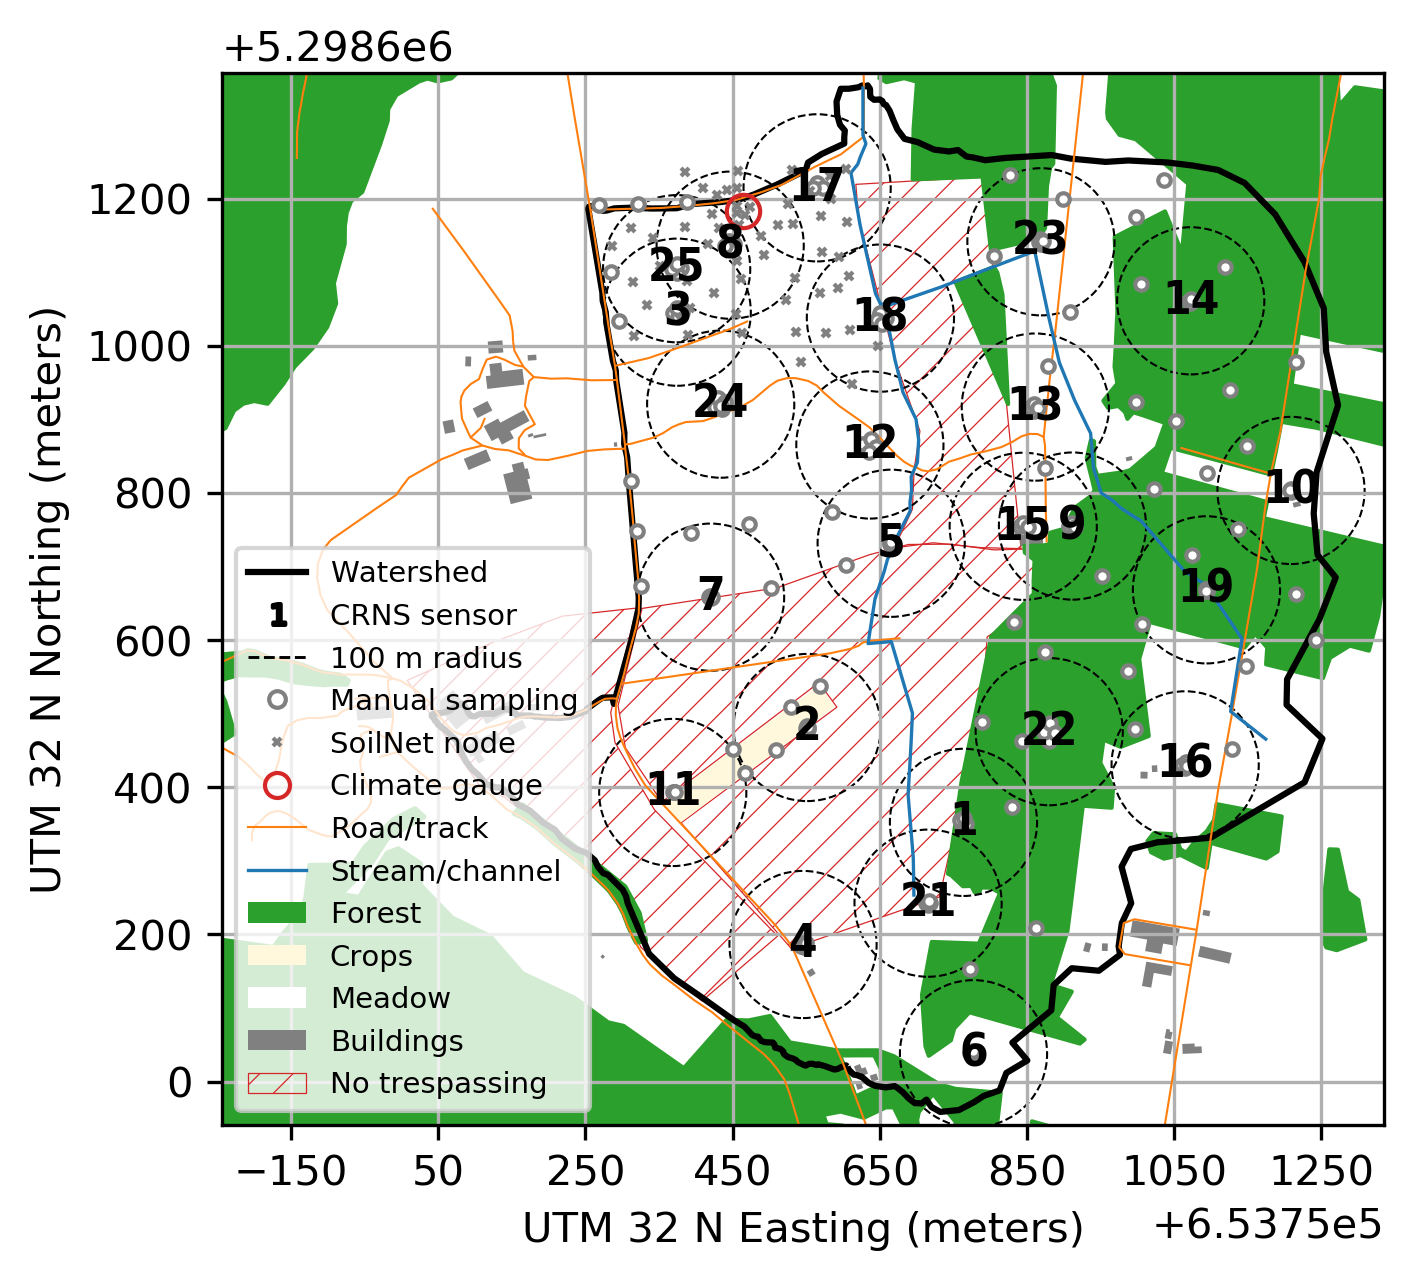 +5.2986e6
UTM 32 N Northing (meters)
1200
1000
800
600
400
200
0
17
8
23
25
3
14
18
24
13
12
10
15
9
5
7
19
2
22
16
11
1
21
4
6
Watershed
1 CRNS sensor
100 m radius
Manual sampling
SoilNet node
Climate gauge
Road/track
Stream/channel
Forest
Crops
Meadow
Buildings
No trespassing
−150 50 250 450 650 850 1050 1250
UTM 32 N Easting (meters)
+6.5375e5